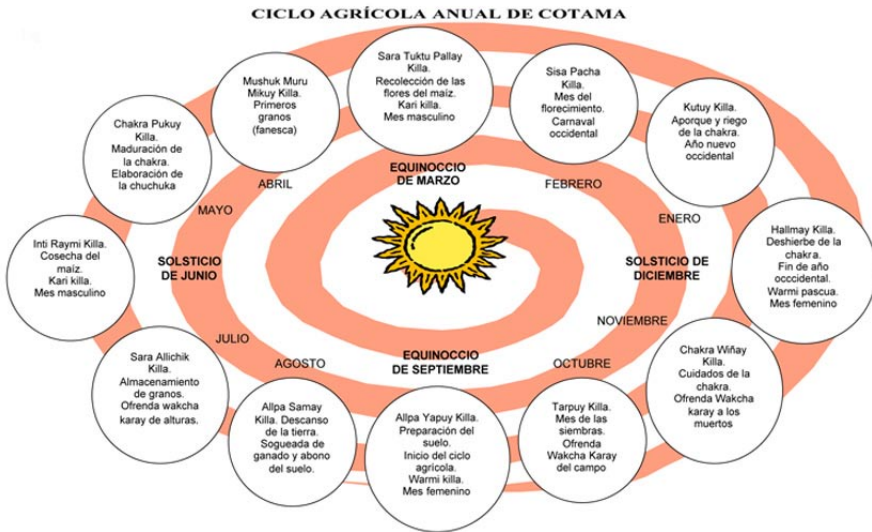 CICLO AGRÍCOLA ANUAL DE COTAMA
Sara Tuktu Pallay
Killa.
Recolección de las
flores del maíz.
Kari killa.
Mes masculino
Sisa Pacha
Killa.
Mes del
florecimiento.
Carnaval
occidental
Kutuy Killa.
Aporque y riego
de la chakra.
Año nuevo
occidental
Hallmay Killa.
Deshierbe de la
chakra.
Fin de año
occcidental.
Warmi pascua.
Mes femenino
Chakra Wiñay
Killa.
Cuidados de la
chakra.
Ofrenda Wakcha
karay a los
muertos
Tarpuy Killa.
Mes de las
siembras.
Ofrenda
Wakcha Karay
del campo
Allpa Yapuy Killa.
Preparación del
suelo.
Inicio del ciclo
agrícola.
Warmi killa.
Mes femenino
Allpa Samay
Killa. Descanso
de la tierra.
Sogueada de
ganado y abono
del suelo.
Sara Allichik
Killa.
Almacenamiento
de granos.
Ofrenda wakcha
karay de alturas.
Inti Raymi Killa.
Cosecha del
maíz.
Kari killa.
Mes masculino
Chakra Pukuy
Killa.
Maduración de
la chakra.
Elaboración de
la chuchuka
Mushuk Muru
Mikuy Killa.
Primeros
granos
(fanesca)
EQUINOCCIO
DE MARZO
FEBRERO
ENERO
SOLSTICIO DE
DICIEMBRE
NOVIEMBRE
OCTUBRE
EQUINOCCIO
DE SEPTIEMBRE
AGOSTO
JULIO
SOLSTICIO
DE JUNIO
MAYO
ABRIL